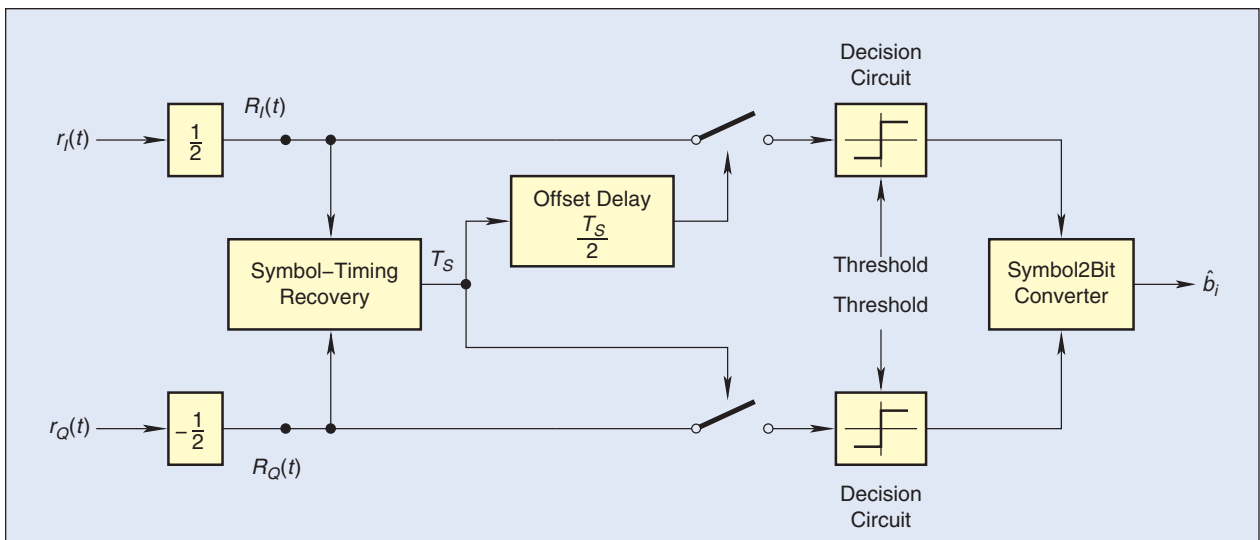 Decision
Circuit
r_I(t)
1/2
R_I(t)
Offset Delay
T_S/2
Symbol–Timing
Recovery
T_S
Threshold
Threshold
Symbol2Bit
Converter
b̂_i
r_Q(t)
–1/2
R_Q(t)
Decision
Circuit